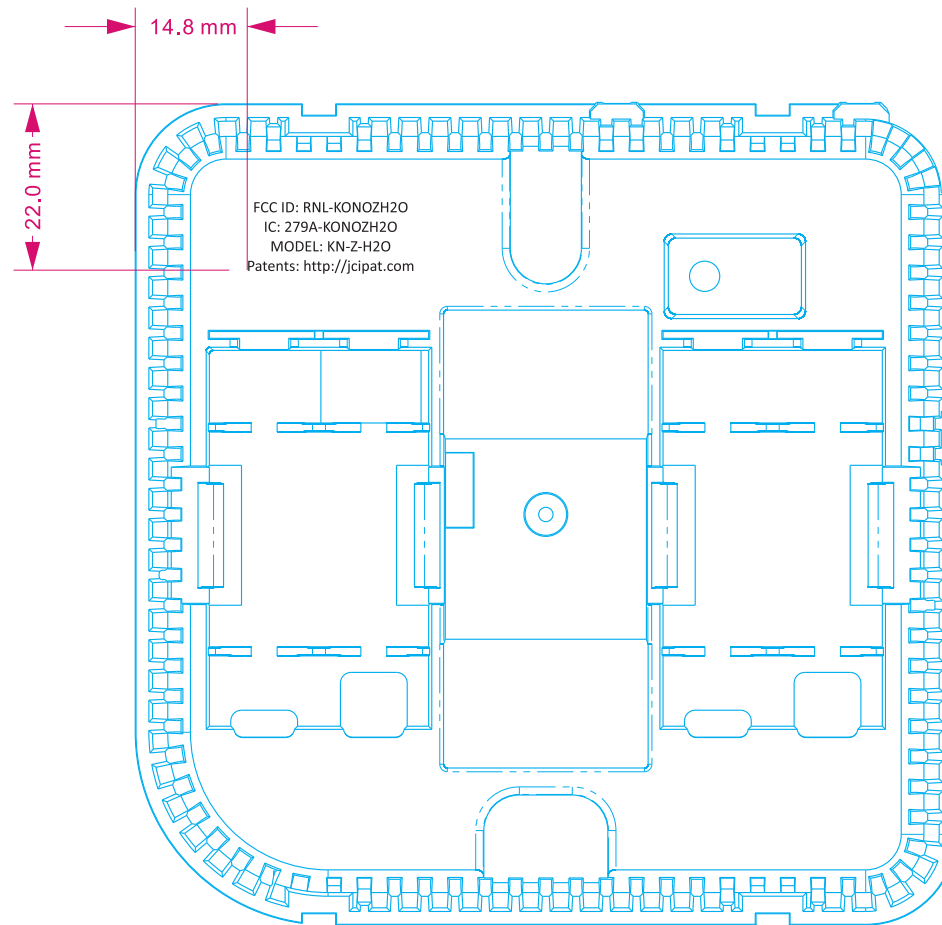 14.8 mm
22.0 mm
FCC ID: RNL-KONOZH2O
IC: 279A-KONOZH2O
MODEL: KN-Z-H2O
Patents: http://jcipat.com